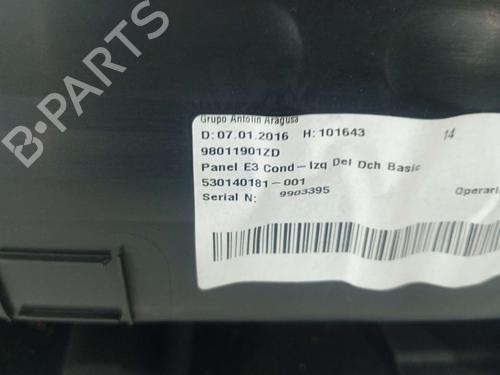 B-PARTS
Grupo Antolin Aragusa
D: 07.01.2016 H: 101643 14
98011901ZD
Panel E3 Cond-Izq Del Dch Basic
530140181-001
Serial N: 9903395 Operari